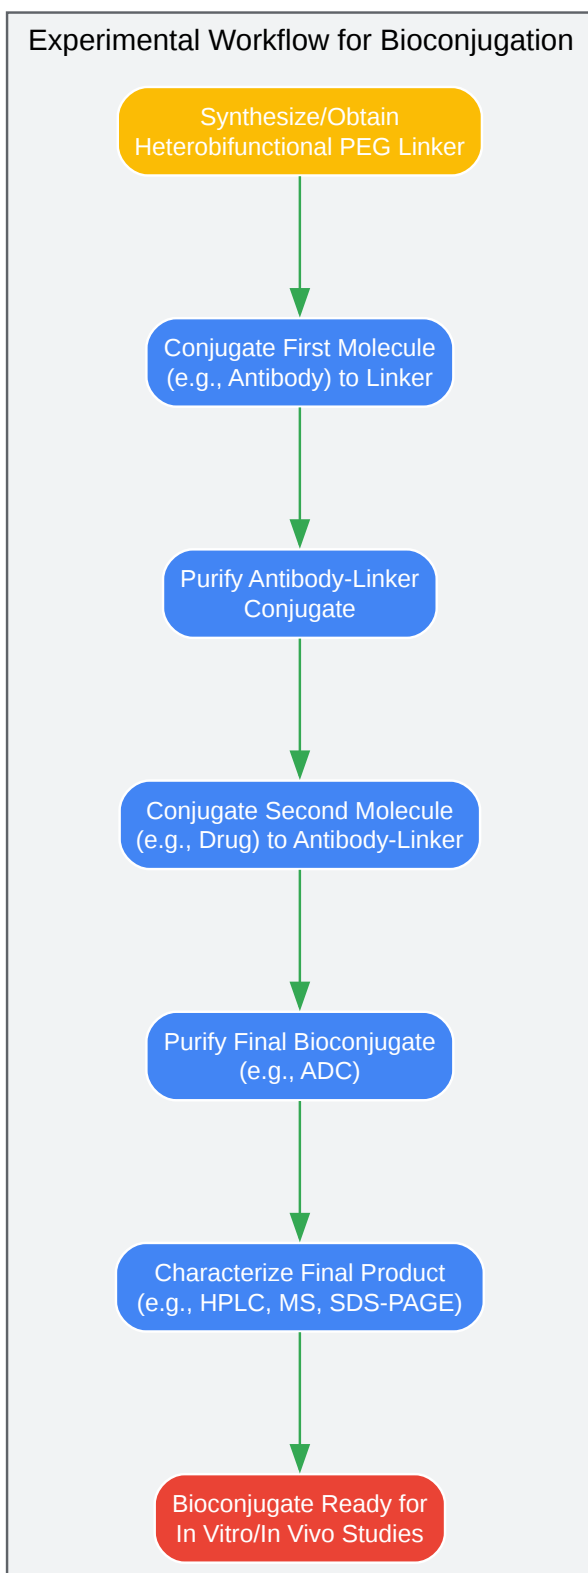 Experimental Workflow for Bioconjugation
Synthesize/Obtain
Heterobifunctional PEG Linker
Conjugate First Molecule
(e.g., Antibody) to Linker
Purify Antibody-Linker
Conjugate
Conjugate Second Molecule
(e.g., Drug) to Antibody-Linker
Purify Final Bioconjugate
(e.g., ADC)
Characterize Final Product
(e.g., HPLC, MS, SDS-PAGE)
Bioconjugate Ready for
In Vitro/In Vivo Studies